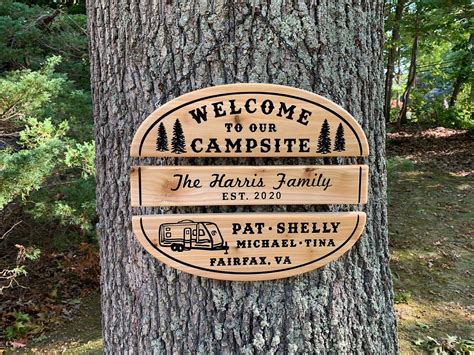 WELCOME
TO OUR
CAMPSITE
The Harris Family
EST. 2020
PAT · SHELLY
MICHAEL · TINA
FAIRFAX, VA